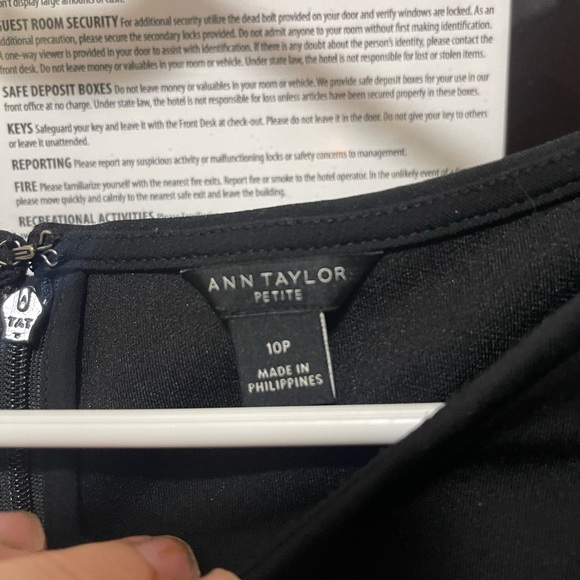 on't display large amounts of cash.
GUEST ROOM SECURITY For additional security utilize the dead bolt provided on your door and verify windows are locked. As an
additional precaution, please secure the secondary locks provided. Do not admit anyone to your room without first making identification.
A one-way viewer is provided in your door to assist with identification. If there is any doubt about the person's identity, please contact the
front desk. Do not leave money or valuables in your room or vehicle. Under state law, the hotel is not responsible for lost or stolen items.
SAFE DEPOSIT BOXES Do not leave money or valuables in your room or vehicle. We provide safe deposit boxes for your use in our
front office at no charge. Under state law, the hotel is not responsible for loss unless articles have been secured properly in these boxes.
KEYS Safeguard your key and leave it with the Front Desk at check-out. Please do not leave it in the door. Do not give your key to others
or leave it unattended.
REPORTING Please report any suspicious activity or malfunctioning locks or safety concerns to management.
FIRE Please familiarize yourself with the nearest fire exits. Report fire or smoke to the hotel operator. In the unlikely event of a
please move quickly and calmly to the nearest safe exit and leave the building.
RECREATIONAL ACTIVITIES
ANN TAYLOR
PETITE
10P
MADE IN
PHILIPPINES
TAT